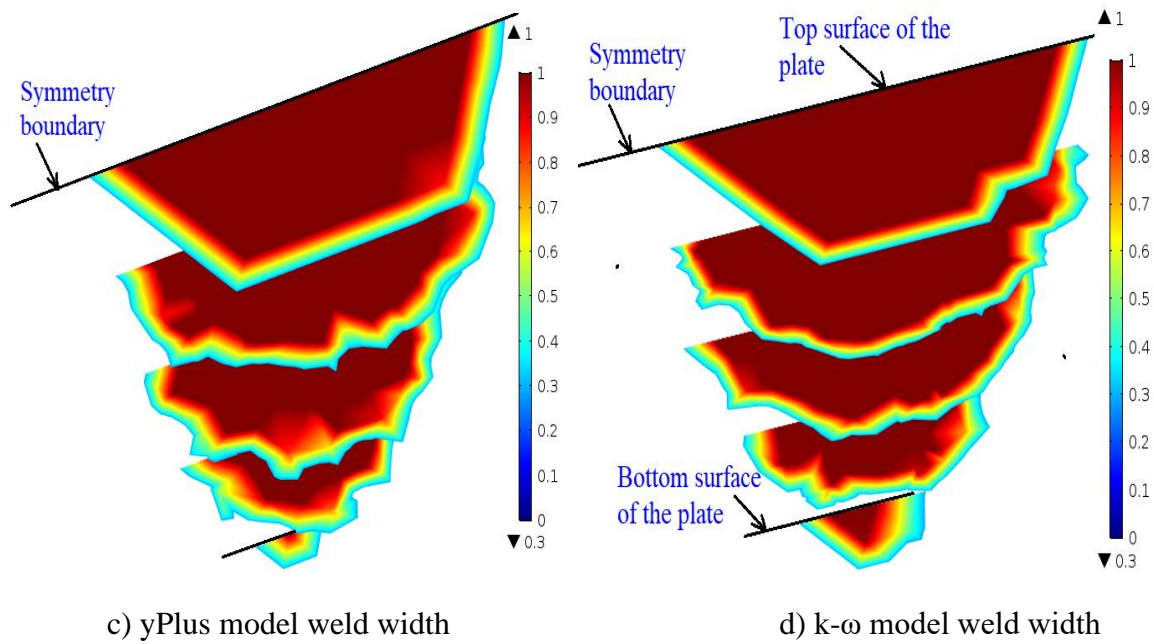 Symmetry
boundary
▲ 1
1
0.9
0.8
0.7
0.6
0.5
0.4
0.3
0.2
0.1
0
▼ 0.3
c) yPlus model weld width
Symmetry
boundary
Top surface of the
plate
Bottom surface
of the plate
▲ 1
1
0.9
0.8
0.7
0.6
0.5
0.4
0.3
0.2
0.1
0
▼ 0.3
d) k-ω model weld width